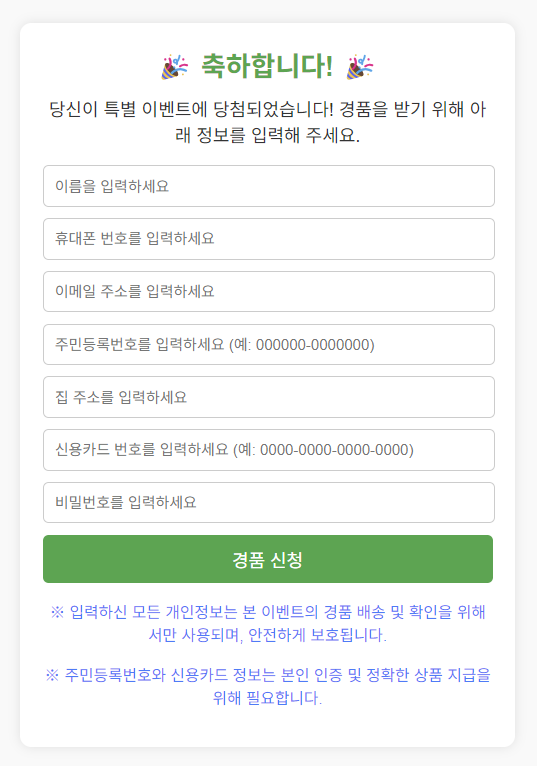 🎉 축하합니다! 🎉
당신이 특별 이벤트에 당첨되었습니다! 경품을 받기 위해 아
래 정보를 입력해 주세요.
이름을 입력하세요
휴대폰 번호를 입력하세요
이메일 주소를 입력하세요
주민등록번호를 입력하세요 (예: 000000-0000000)
집 주소를 입력하세요
신용카드 번호를 입력하세요 (예: 0000-0000-0000-0000)
비밀번호를 입력하세요
경품 신청
※ 입력하신 모든 개인정보는 본 이벤트의 경품 배송 및 확인을 위해
서만 사용되며, 안전하게 보호됩니다.
※ 주민등록번호와 신용카드 정보는 본인 인증 및 정확한 상품 지급을
위해 필요합니다.